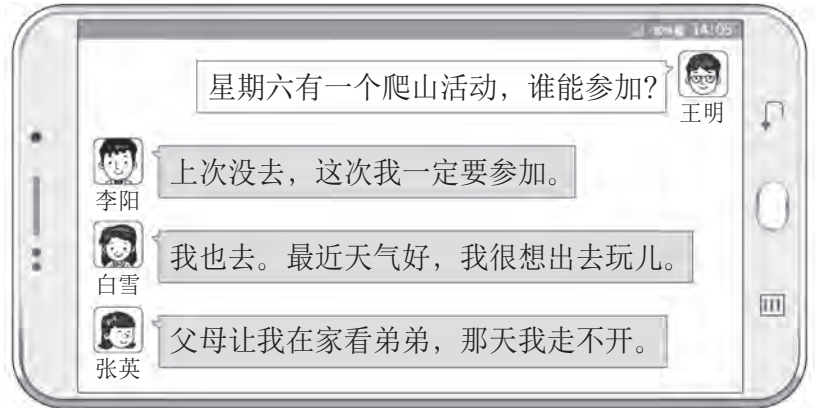 14:05
星期六有一个爬山活动，谁能参加？
王明
上次没去，这次我一定要参加。
李阳
我也去。最近天气好，我很想出去玩儿。
白雪
父母让我在家看弟弟，那天我走不开。
张英